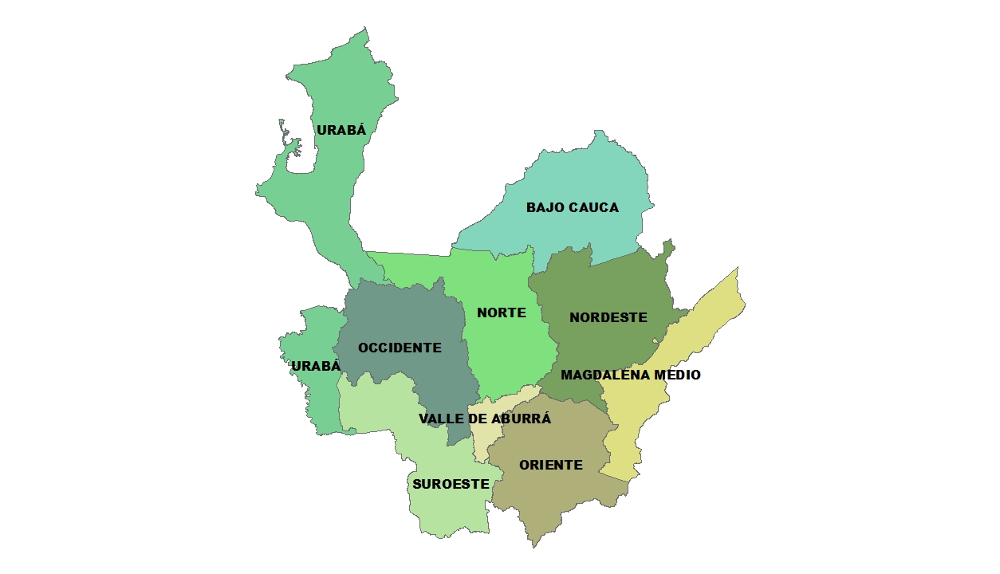 URABÁ
BAJO CAUCA
NORTE
NORDESTE
OCCIDENTE
URABÁ
MAGDALENA MEDIO
VALLE DE ABURRÁ
ORIENTE
SUROESTE